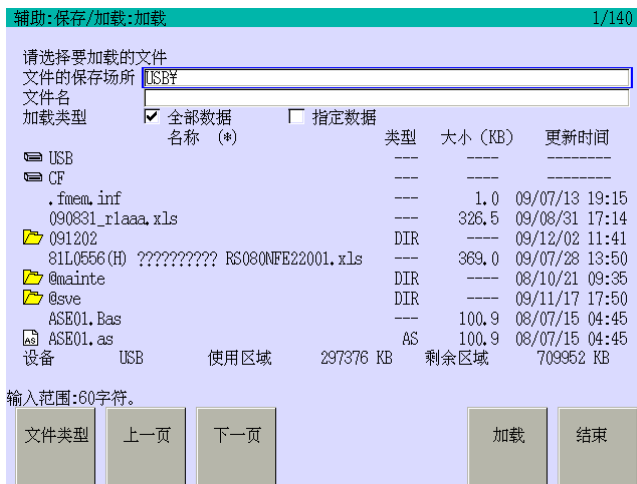 辅助:保存/加载:加载 1/140
请选择要加载的文件
文件的保存场所 USB¥
文件名
加载类型 全部数据 指定数据
名称 (*) 类型 大小 (KB) 更新时间
USB --- ---- --------
CF --- ---- --------
.fmem.inf --- 1.0 09/07/13 19:15
090831_r1aaa.xls --- 326.5 09/08/31 17:14
091202 DIR ---- 09/12/02 11:41
81L0556(H) ?????????? RS080NFE22001.xls --- 369.0 09/07/28 13:50
@mainte DIR ---- 08/10/21 09:35
@sve DIR ---- 09/11/17 17:50
ASE01.Bas --- 100.9 08/07/15 04:45
AS ASE01.as AS 100.9 08/07/15 04:45
设备 USB 使用区域 297376 KB 剩余区域 709952 KB
输入范围:60字符。
文件类型 上一页 下一页 加载 结束